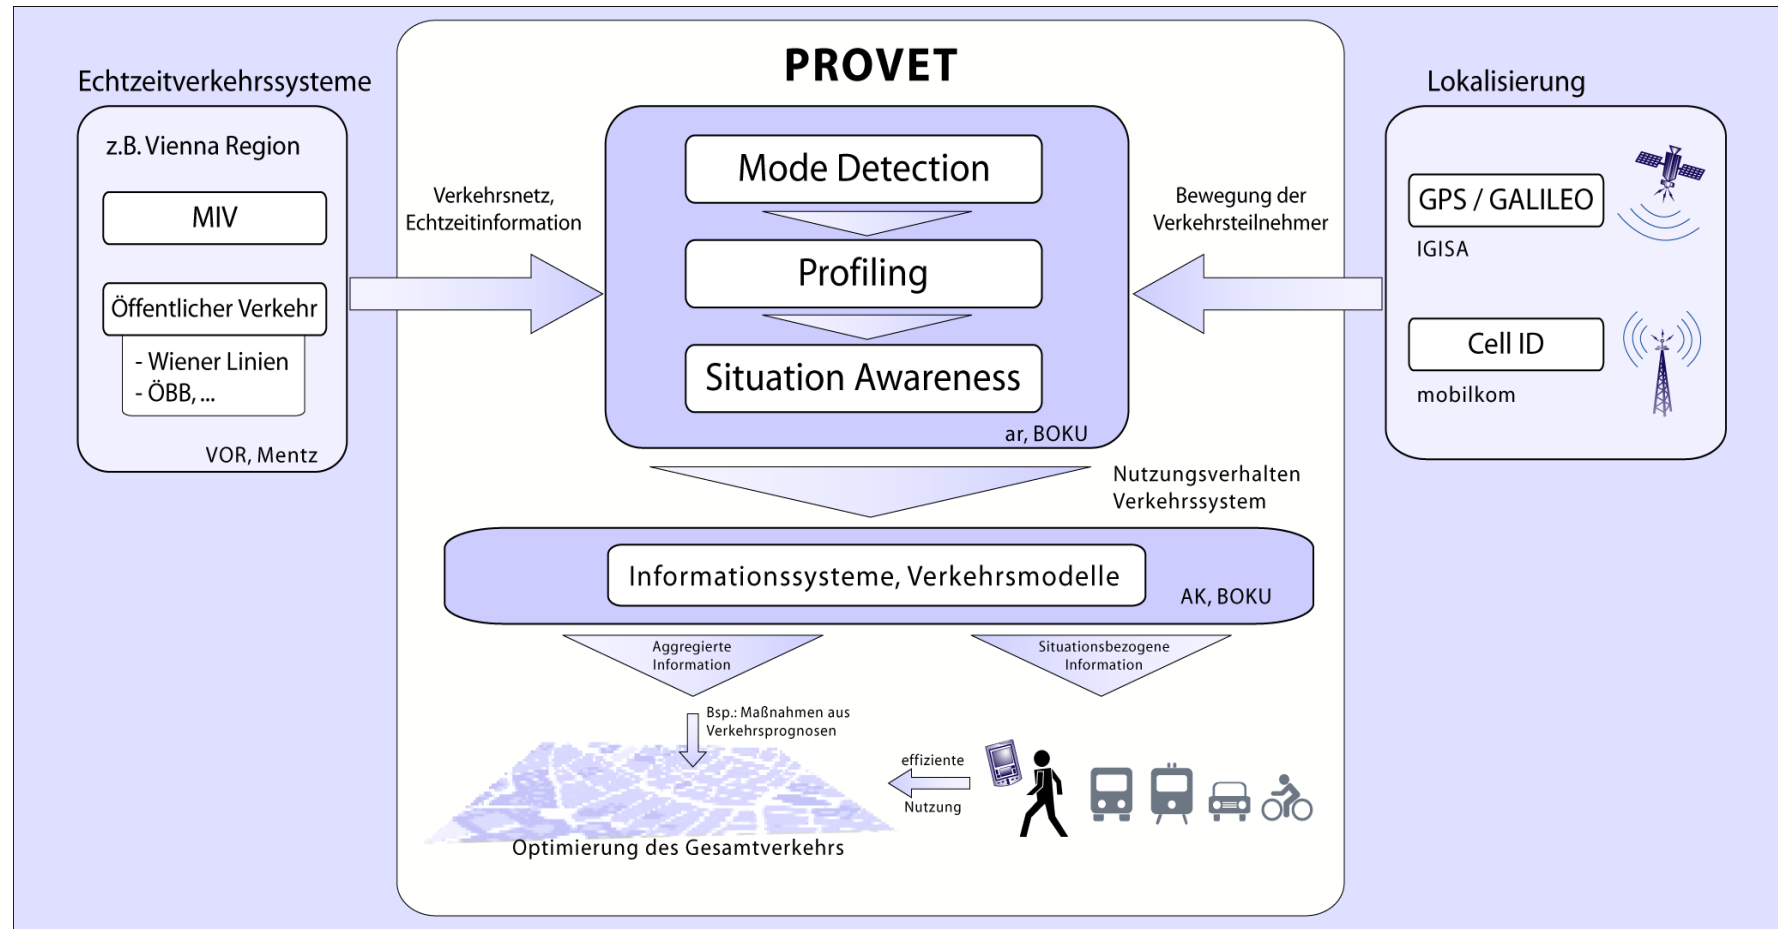 PROVET
Echtzeitverkehrssysteme
z.B. Vienna Region
MIV
Öffentlicher Verkehr
- Wiener Linien
- ÖBB, ...
VOR, Mentz
Verkehrsnetz,
Echtzeitinformation
Mode Detection
Profiling
Situation Awareness
ar, BOKU
Bewegung der
Verkehrsteilnehmer
Lokalisierung
GPS / GALILEO
IGISA
Cell ID
mobilkom
Nutzungsverhalten
Verkehrssystem
Informationssysteme, Verkehrsmodelle
AK, BOKU
Aggregierte
Information
Situationsbezogene
Information
Bsp.: Maßnahmen aus
Verkehrsprognosen
effiziente
Nutzung
Optimierung des Gesamtverkehrs